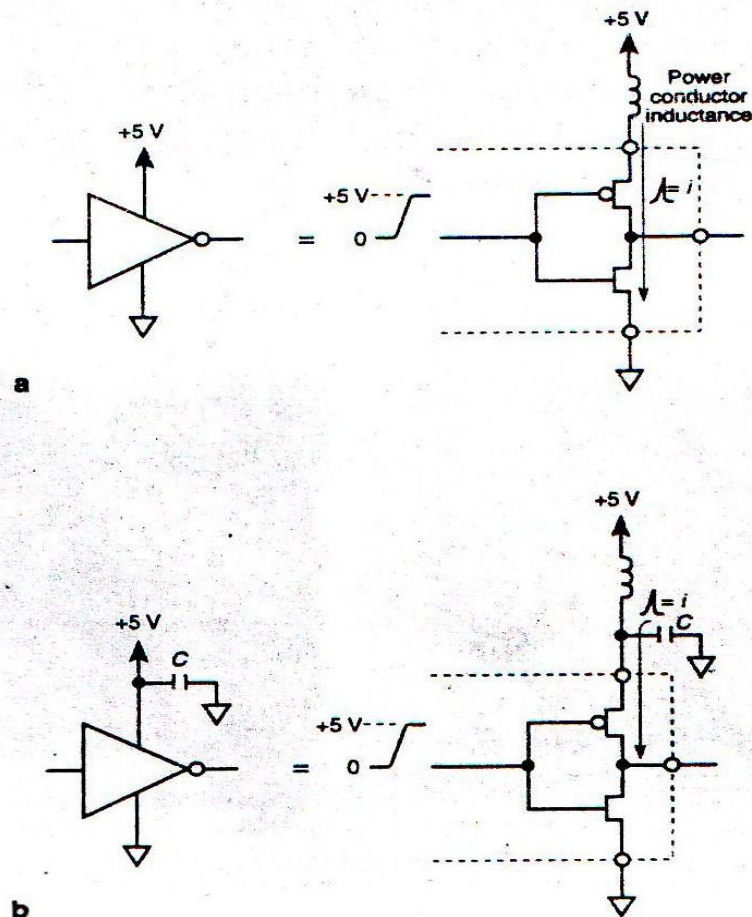 +5 V
Power
conductor
inductance
+5 V
+5 V
= i
=
0
a
+5 V
+5 V
= i
C
C
+5 V
=
0
b